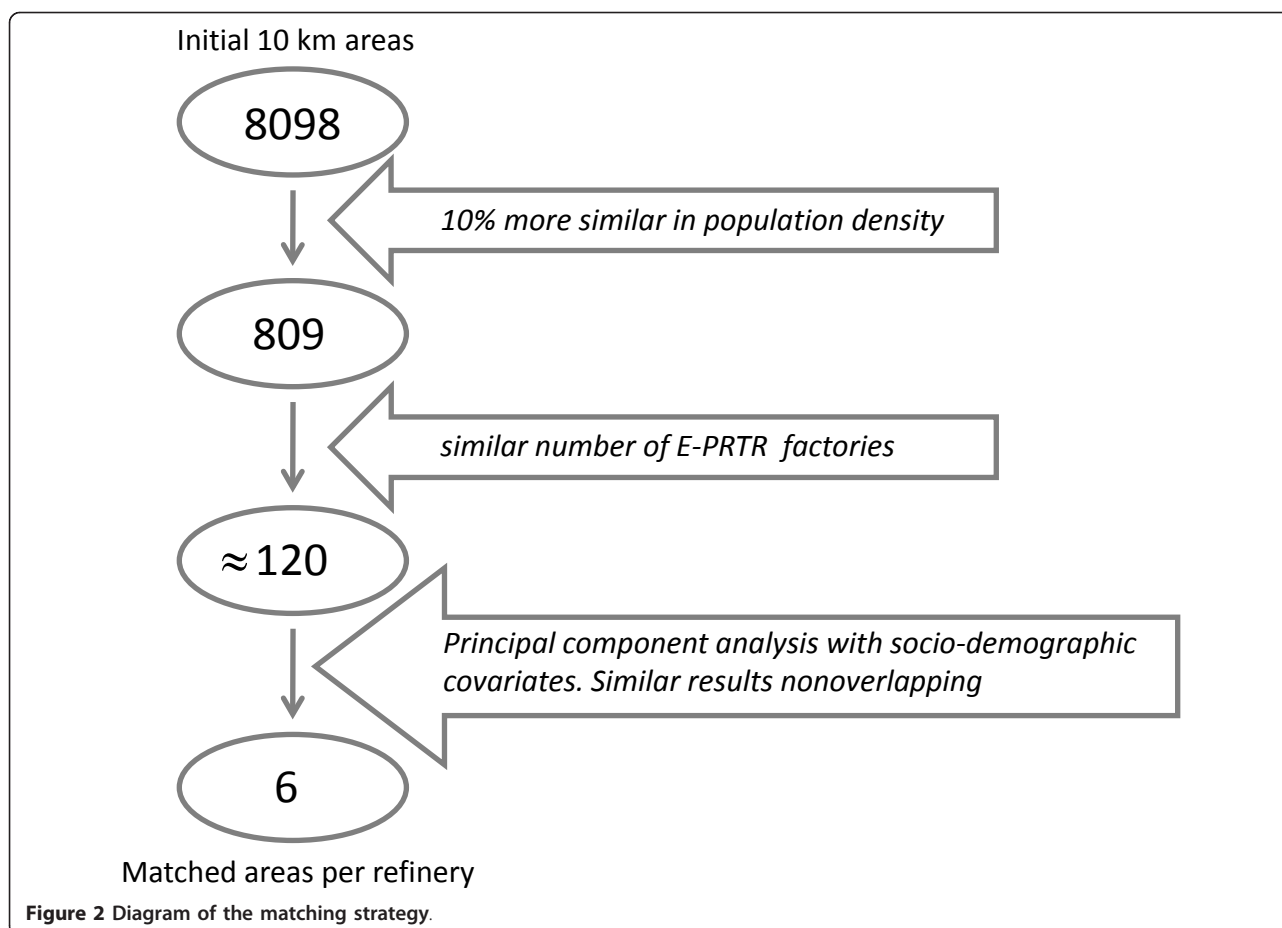 Initial 10 km areas
8098
10% more similar in population density
809
similar number of E-PRTR factories
≈120
Principal component analysis with socio-demographic
covariates. Similar results nonoverlapping
6
Matched areas per refinery
Figure 2 Diagram of the matching strategy.